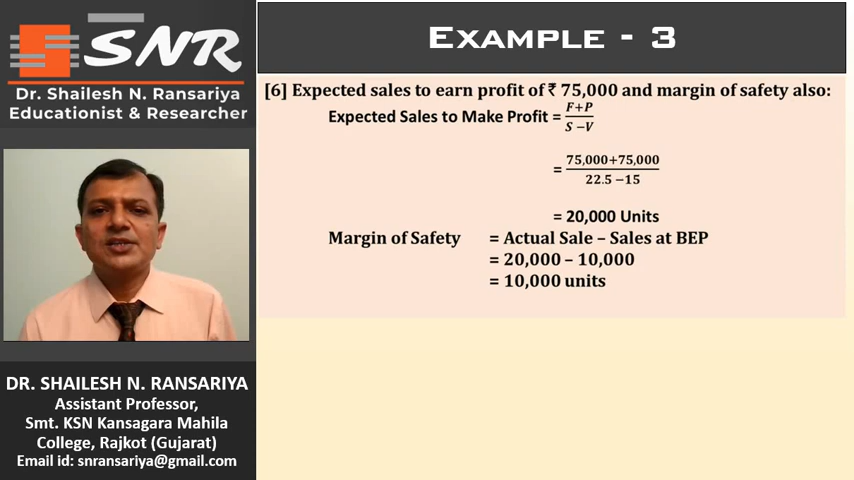 SNR
Dr. Shailesh N. Ransariya
Educationist & Researcher
DR. SHAILESH N. RANSARIYA
Assistant Professor,
Smt. KSN Kansagara Mahila
College, Rajkot (Gujarat)
Email id: snransariya@gmail.com
EXAMPLE - 3
[6] Expected sales to earn profit of ₹ 75,000 and margin of safety also:
Expected Sales to Make Profit = F+P / S −V
= 75,000+75,000 / 22.5 −15
= 20,000 Units
Margin of Safety = Actual Sale – Sales at BEP
= 20,000 – 10,000
= 10,000 units